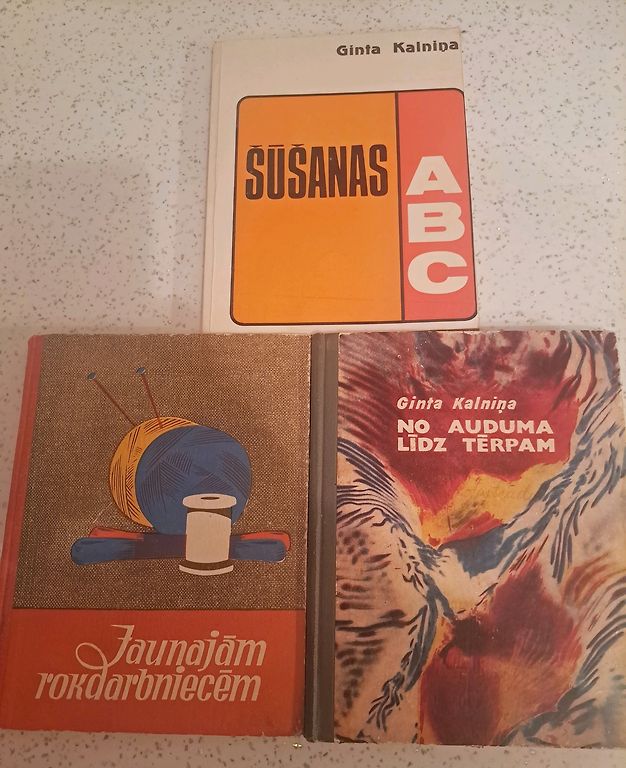 Ginta Kalniņa
ŠŪŠANAS
ABC
Jaunajām
rokdarbniecēm
Ginta Kalniņa
NO AUDUMA
LĪDZ TĒRPAM